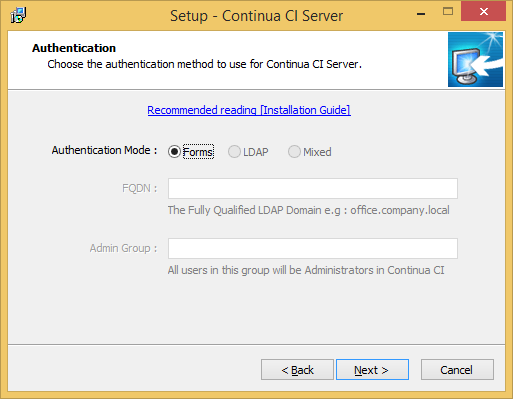 Setup - Continua CI Server
Authentication
Choose the authentication method to use for Continua CI Server.
Recommended reading [Installation Guide]
Authentication Mode : Forms LDAP Mixed
FQDN :
The Fully Qualified LDAP Domain e.g : office.company.local
Admin Group :
All users in this group will be Administrators in Continua CI
< Back Next > Cancel